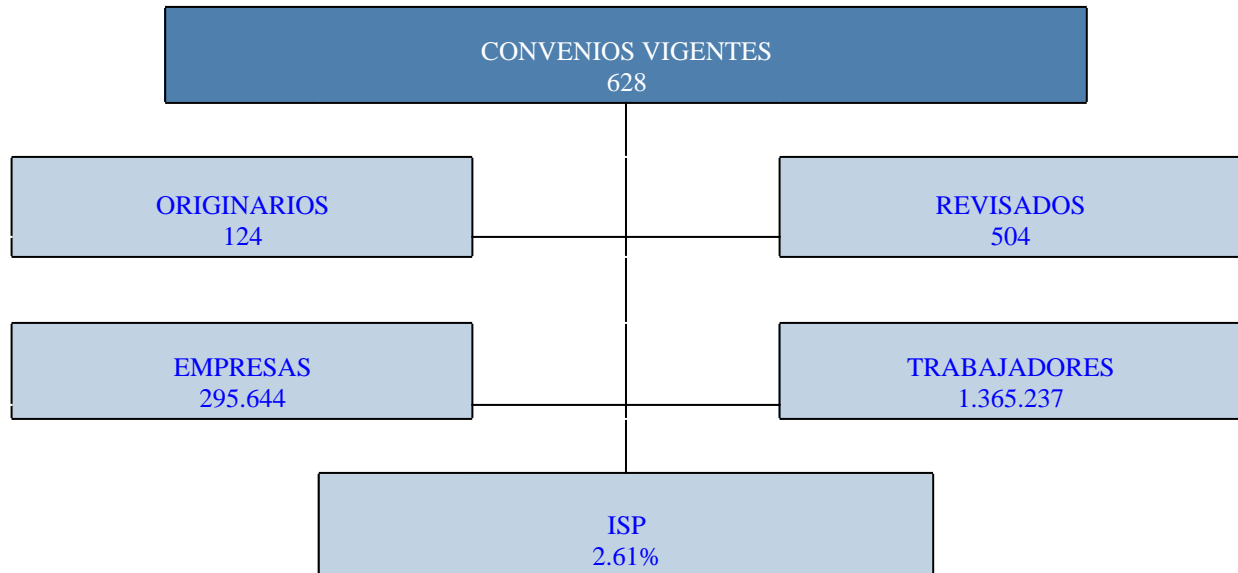 CONVENIOS VIGENTES
628
ORIGINARIOS
124
REVISADOS
504
EMPRESAS
295.644
TRABAJADORES
1.365.237
ISP
2.61%